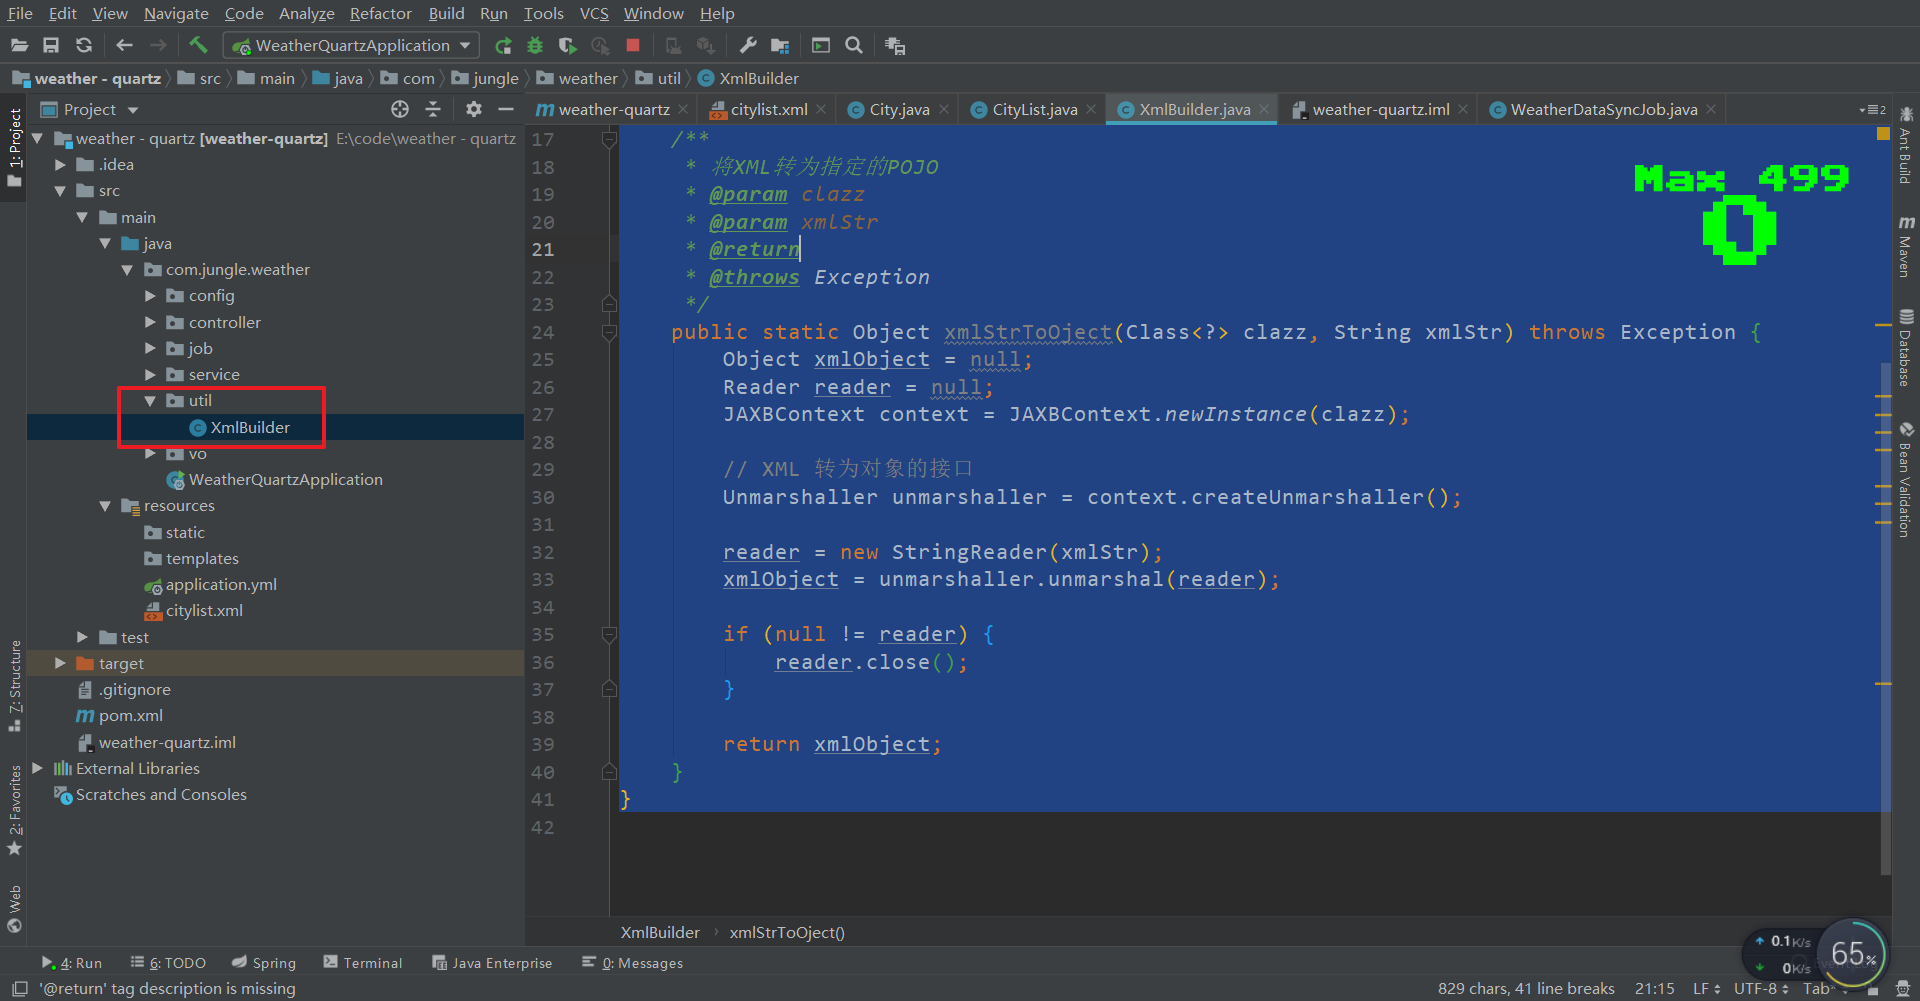 File Edit View Navigate Code Analyze Refactor Build Run Tools VCS Window Help
WeatherQuartzApplication
weather - quartz src main java com jungle weather util XmlBuilder
Project
weather-quartz citylist.xml City.java CityList.java XmlBuilder.java weather-quartz.iml WeatherDataSyncJob.java 2
1: Project
7: Structure
2: Favorites
Web
weather - quartz [weather-quartz] E:\code\weather - quartz
.idea
src
main
java
com.jungle.weather
config
controller
job
service
util
XmlBuilder
vo
WeatherQuartzApplication
resources
static
templates
application.yml
citylist.xml
test
target
.gitignore
pom.xml
weather-quartz.iml
External Libraries
Scratches and Consoles
17 /**
18 * 将XML转为指定的POJO
19 * @param clazz
20 * @param xmlStr
21 * @return
22 * @throws Exception
23 */
24 public static Object xmlStrToOject(Class<?> clazz, String xmlStr) throws Exception {
25 Object xmlObject = null;
26 Reader reader = null;
27 JAXBContext context = JAXBContext.newInstance(clazz);
28
29 // XML 转为对象的接口
30 Unmarshaller unmarshaller = context.createUnmarshaller();
31
32 reader = new StringReader(xmlStr);
33 xmlObject = unmarshaller.unmarshal(reader);
34
35 if (null != reader) {
36 reader.close();
37 }
38
39 return xmlObject;
40 }
41 }
42
Max 499
0
Ant Build
Maven
Database
Bean Validation
XmlBuilder xmlStrToOject()
4: Run 6: TODO Spring Terminal Java Enterprise 0: Messages
0.1K/s
0K/s
65%
'@return' tag description is missing 829 chars, 41 line breaks 21:15 LF UTF-8 Tab